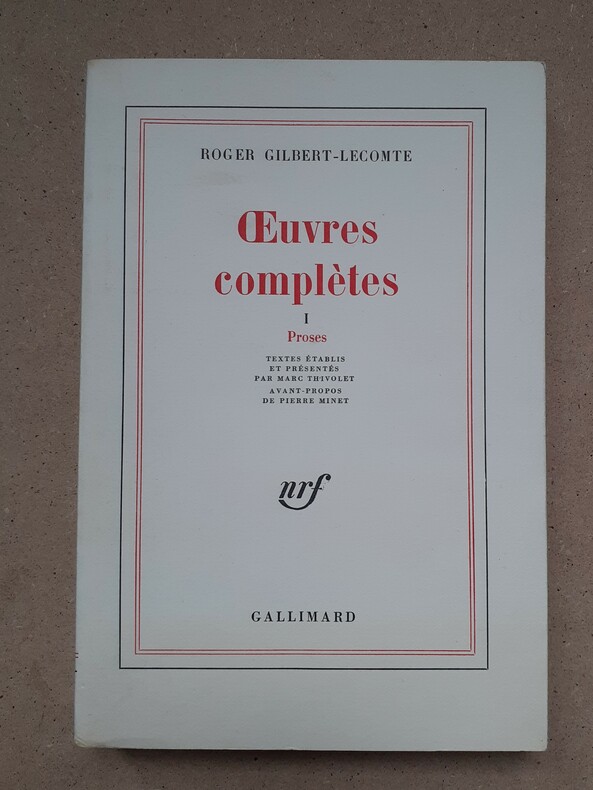 ROGER GILBERT-LECOMTE
Œuvres
complètes
I
Proses
TEXTES ÉTABLIS
ET PRÉSENTÉS
PAR MARC THIVOLET
AVANT-PROPOS
DE PIERRE MINET
nrf
GALLIMARD